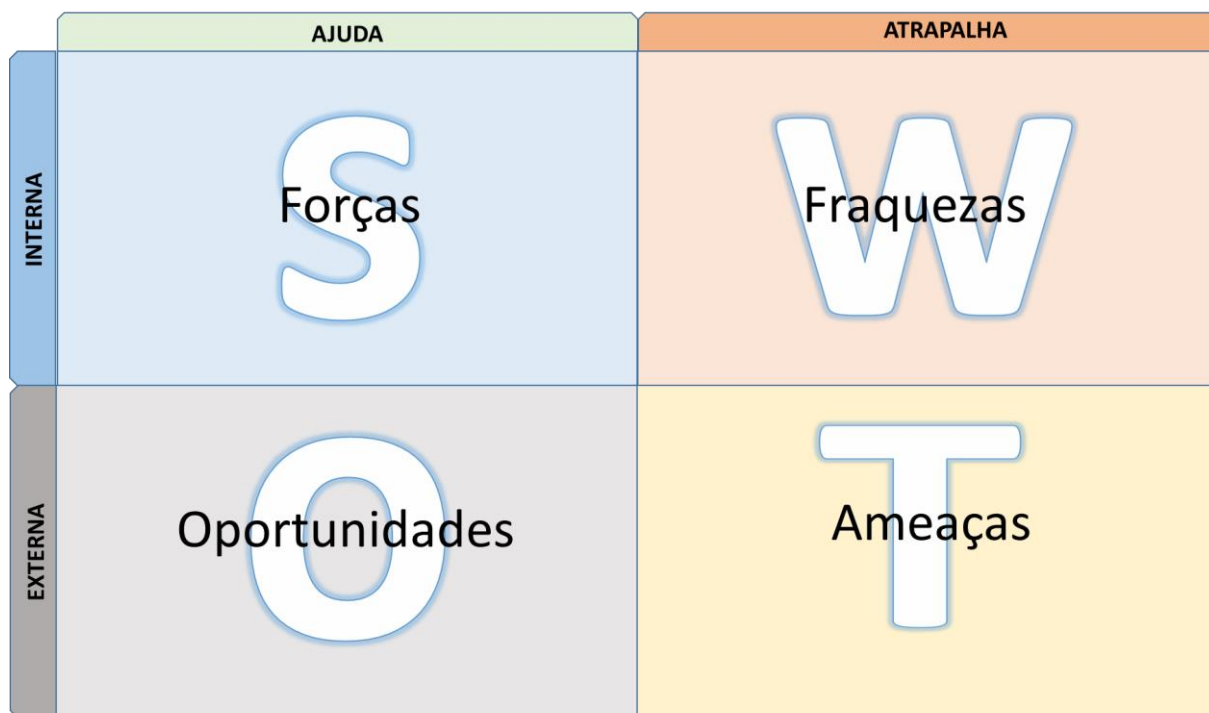 AJUDA
ATRAPALHA
INTERNA
S
Forças
W
Fraquezas
EXTERNA
O
Oportunidades
T
Ameaças